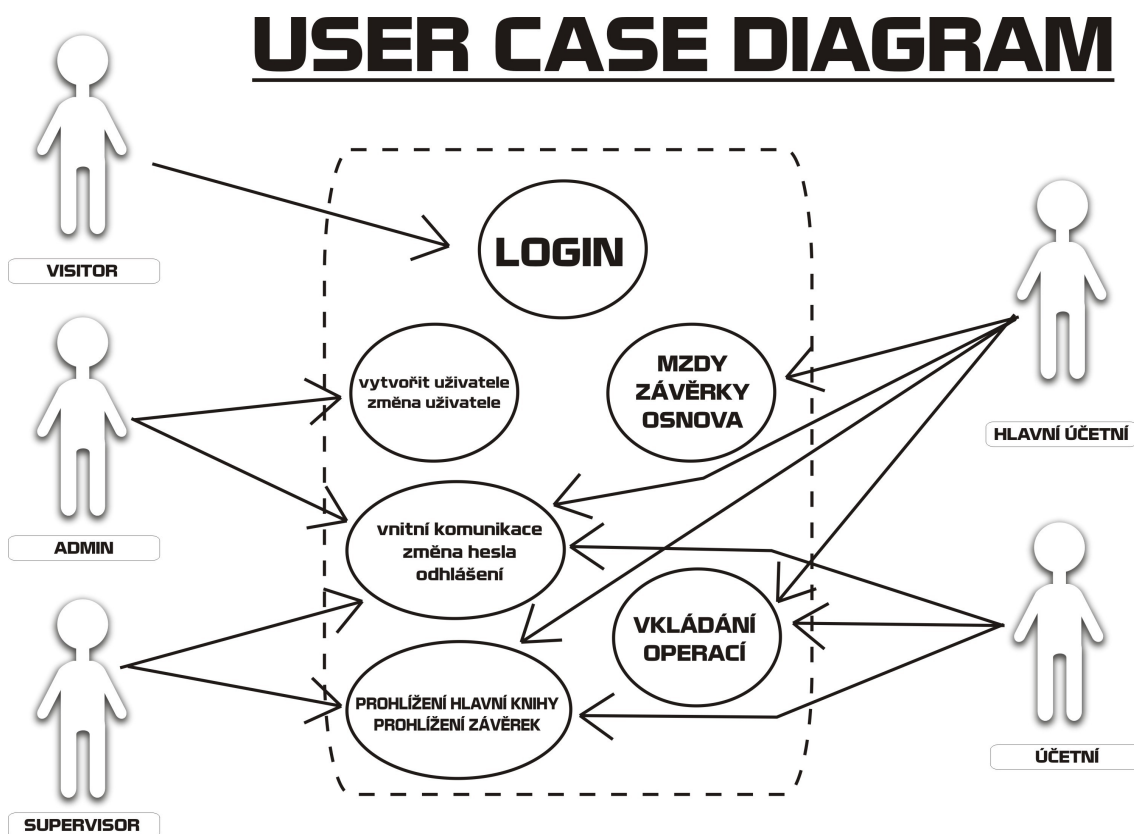 USER CASE DIAGRAM
VISITOR
LOGIN
vytvořit uživatele
změna uživatele
MZDY
ZÁVĚRKY
OSNOVA
HLAVNÍ ÚČETNÍ
ADMIN
vnitní komunikace
změna hesla
odhlášení
VKLÁDÁNÍ
OPERACÍ
PROHLÍŽENÍ HLAVNÍ KNIHY
PROHLÍŽENÍ ZÁVĚREK
ÚČETNÍ
SUPERVISOR